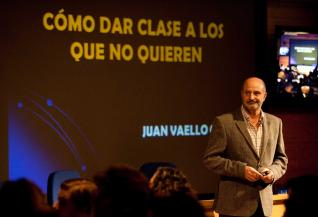 CÓMO DAR CLASE A LOS
QUE NO QUIEREN
JUAN VAELLO